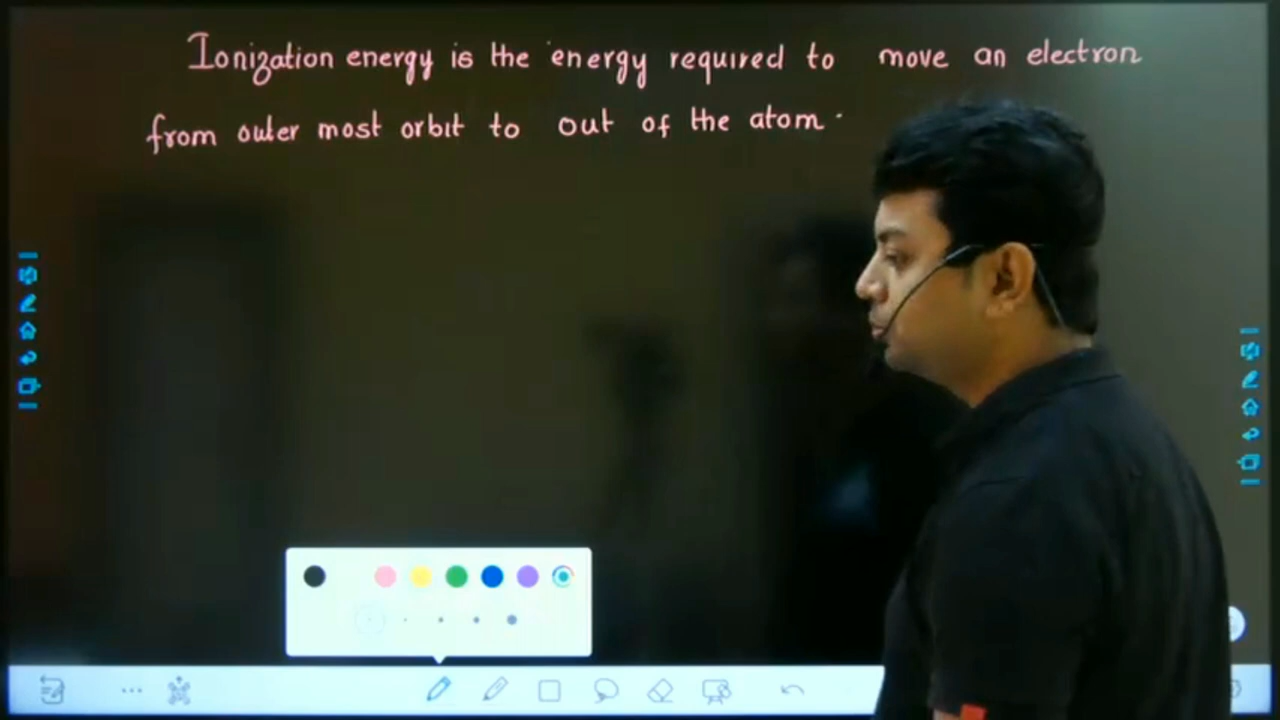 Ionization energy is the energy required to move an electron
from outer most orbit to out of the atom.